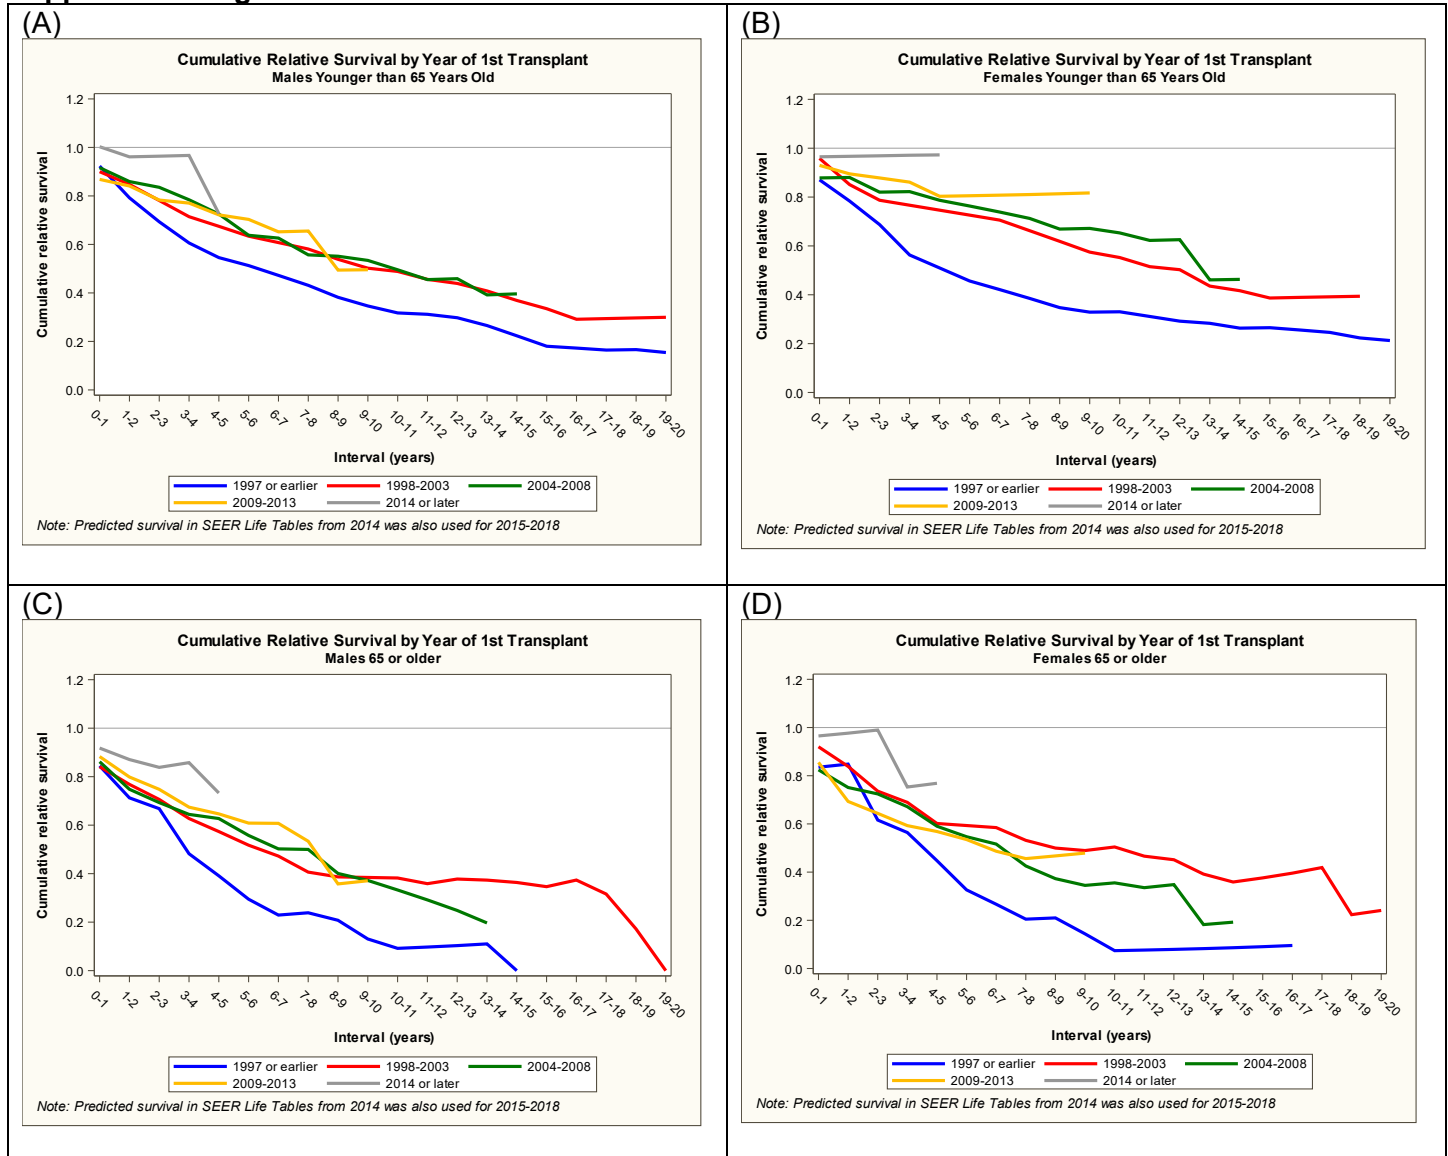 (A)
Cumulative Relative Survival by Year of 1st Transplant
Males Younger than 65 Years Old
Cumulative relative survival
1.2
1.0
0.8
0.6
0.4
0.2
0.0
0-1 1-2 2-3 3-4 4-5 5-6 6-7 7-8 8-9 9-10 10-11 11-12 12-13 13-14 14-15 15-16 16-17 17-18 18-19 19-20
Interval (years)
1997 or earlier 1998-2003 2004-2008
2009-2013 2014 or later
Note: Predicted survival in SEER Life Tables from 2014 was also used for 2015-2018
(B)
Cumulative Relative Survival by Year of 1st Transplant
Females Younger than 65 Years Old
Cumulative relative survival
1.2
1.0
0.8
0.6
0.4
0.2
0.0
0-1 1-2 2-3 3-4 4-5 5-6 6-7 7-8 8-9 9-10 10-11 11-12 12-13 13-14 14-15 15-16 16-17 17-18 18-19 19-20
Interval (years)
1997 or earlier 1998-2003 2004-2008
2009-2013 2014 or later
Note: Predicted survival in SEER Life Tables from 2014 was also used for 2015-2018
(C)
Cumulative Relative Survival by Year of 1st Transplant
Males 65 or older
Cumulative relative survival
1.2
1.0
0.8
0.6
0.4
0.2
0.0
0-1 1-2 2-3 3-4 4-5 5-6 6-7 7-8 8-9 9-10 10-11 11-12 12-13 13-14 14-15 15-16 16-17 17-18 18-19 19-20
Interval (years)
1997 or earlier 1998-2003 2004-2008
2009-2013 2014 or later
Note: Predicted survival in SEER Life Tables from 2014 was also used for 2015-2018
(D)
Cumulative Relative Survival by Year of 1st Transplant
Females 65 or older
Cumulative relative survival
1.2
1.0
0.8
0.6
0.4
0.2
0.0
0-1 1-2 2-3 3-4 4-5 5-6 6-7 7-8 8-9 9-10 10-11 11-12 12-13 13-14 14-15 15-16 16-17 17-18 18-19 19-20
Interval (years)
1997 or earlier 1998-2003 2004-2008
2009-2013 2014 or later
Note: Predicted survival in SEER Life Tables from 2014 was also used for 2015-2018